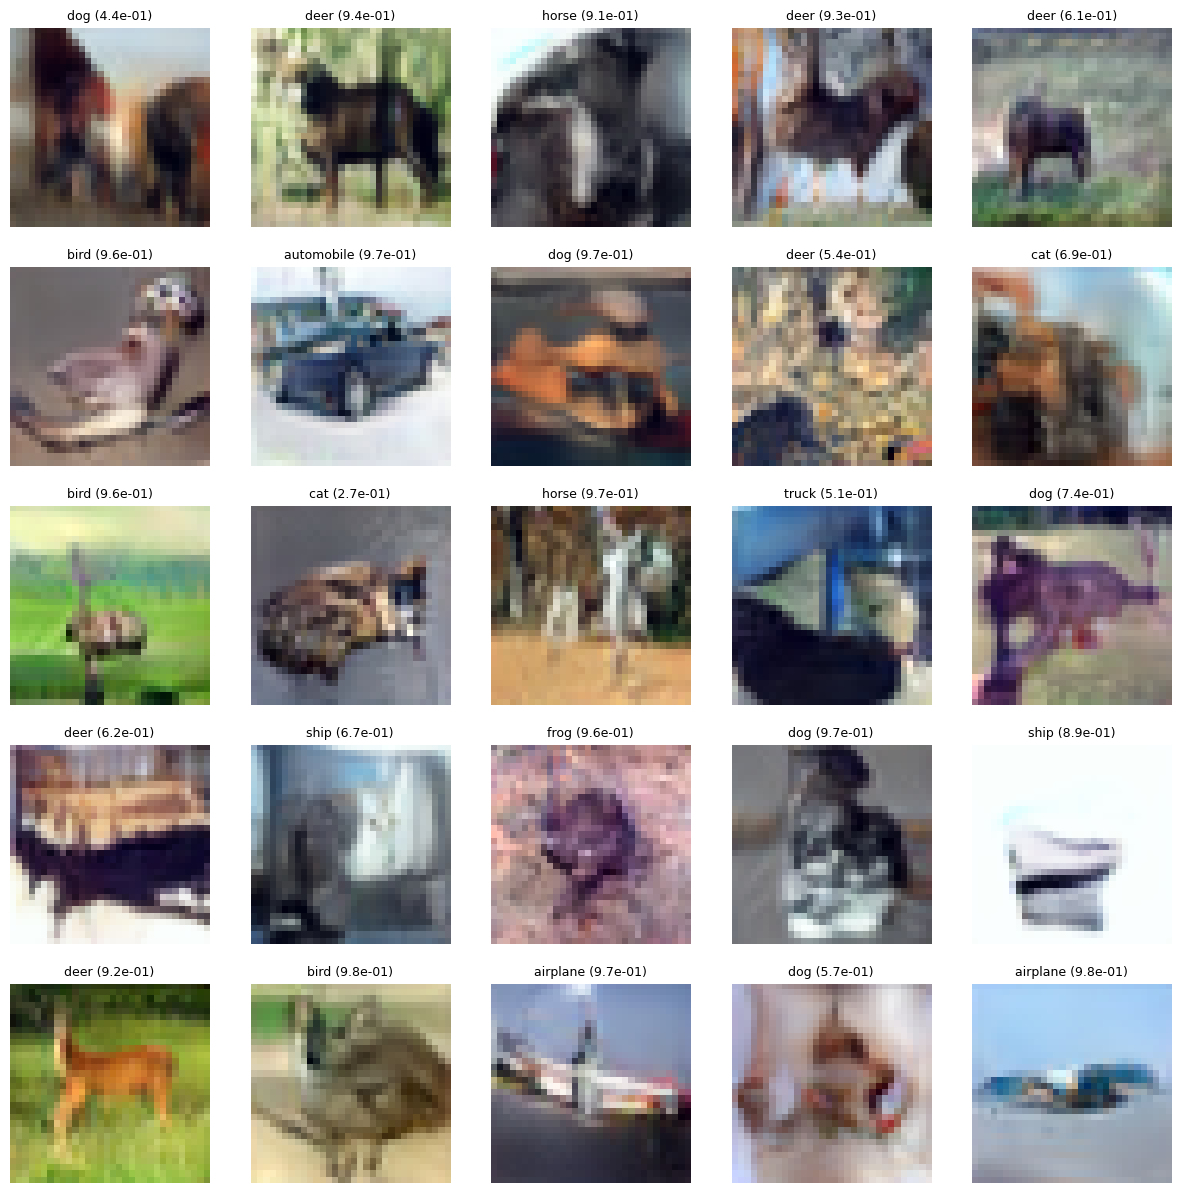 dog (4.4e-01) deer (9.4e-01) horse (9.1e-01) deer (9.3e-01) deer (6.1e-01)
bird (9.6e-01) automobile (9.7e-01) dog (9.7e-01) deer (5.4e-01) cat (6.9e-01)
bird (9.6e-01) cat (2.7e-01) horse (9.7e-01) truck (5.1e-01) dog (7.4e-01)
deer (6.2e-01) ship (6.7e-01) frog (9.6e-01) dog (9.7e-01) ship (8.9e-01)
deer (9.2e-01) bird (9.8e-01) airplane (9.7e-01) dog (5.7e-01) airplane (9.8e-01)